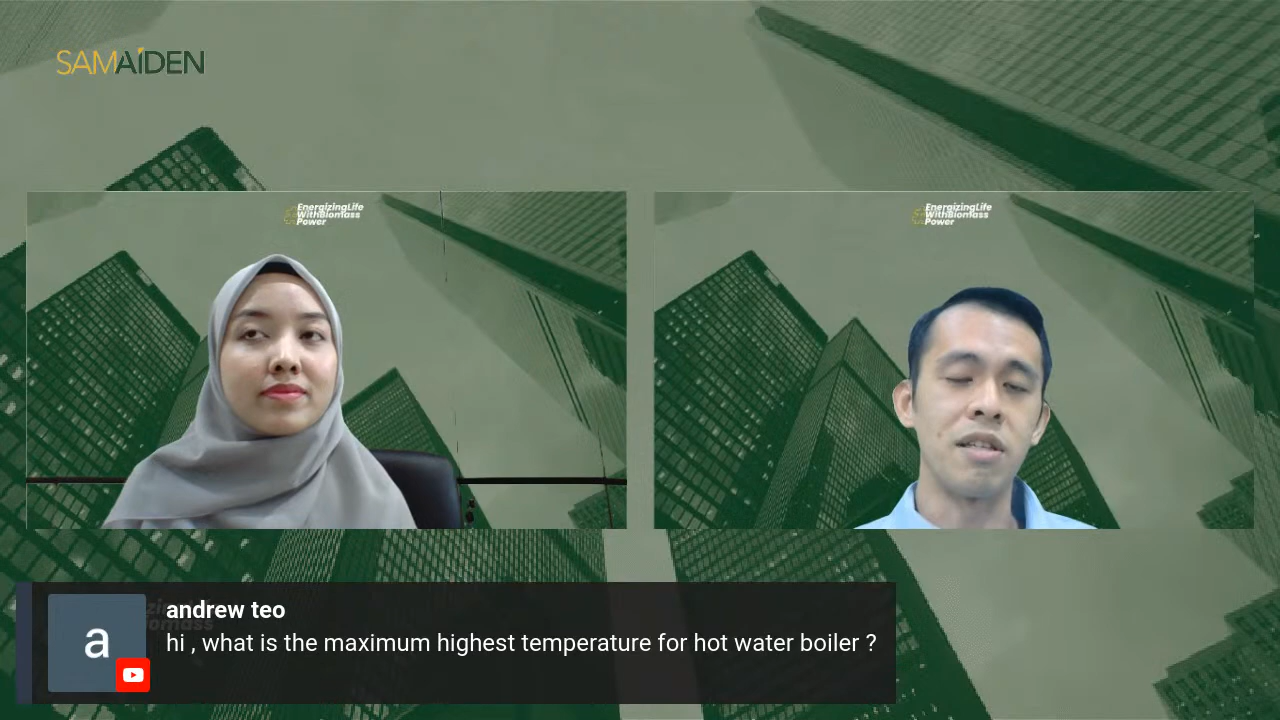 SAMAIDEN
EnergizingLife
WithBiomass
Power
EnergizingLife
WithBiomass
Power
andrew teo
a
hi , what is the maximum highest temperature for hot water boiler ?